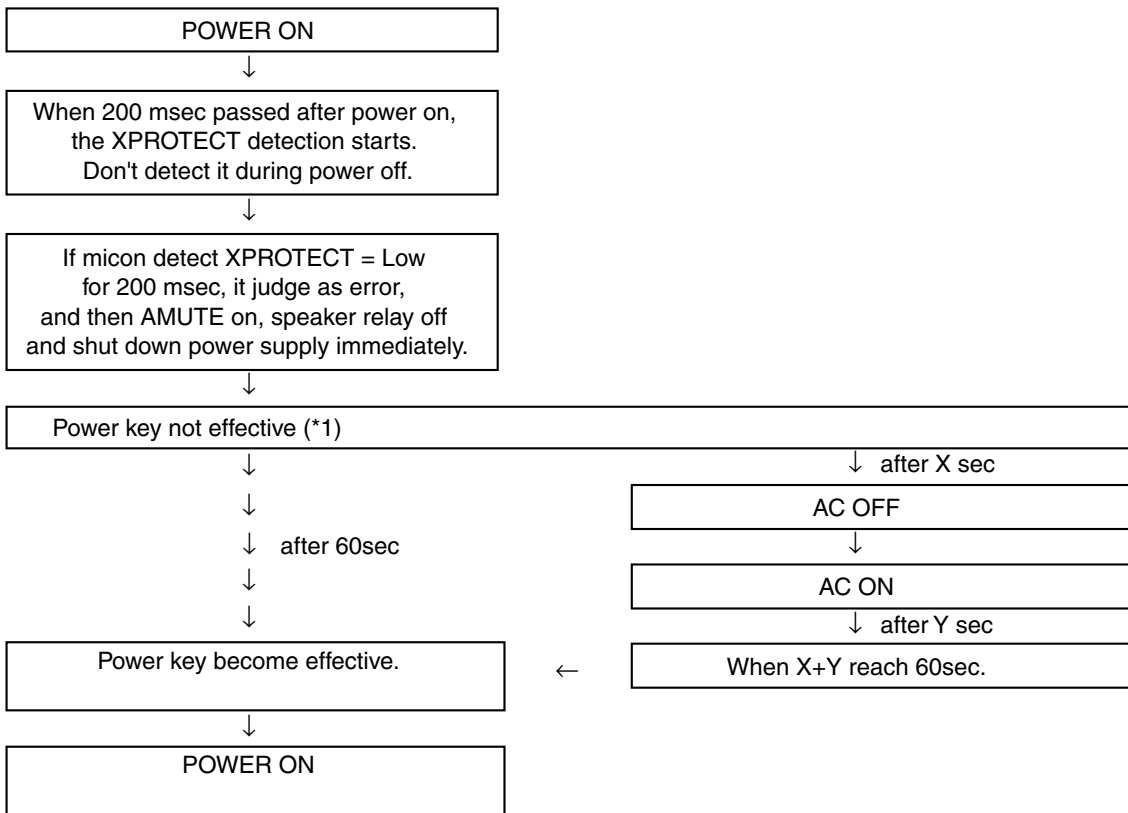 POWER ON
↓
When 200 msec passed after power on,
the XPROTECT detection starts.
Don't detect it during power off.
↓
If micon detect XPROTECT = Low
for 200 msec, it judge as error,
and then AMUTE on, speaker relay off
and shut down power supply immediately.
↓
Power key not effective (*1)
↓
↓
↓ after 60sec
↓
↓
↓ after X sec
AC OFF
↓
AC ON
↓ after Y sec
When X+Y reach 60sec.
←
Power key become effective.
↓
POWER ON